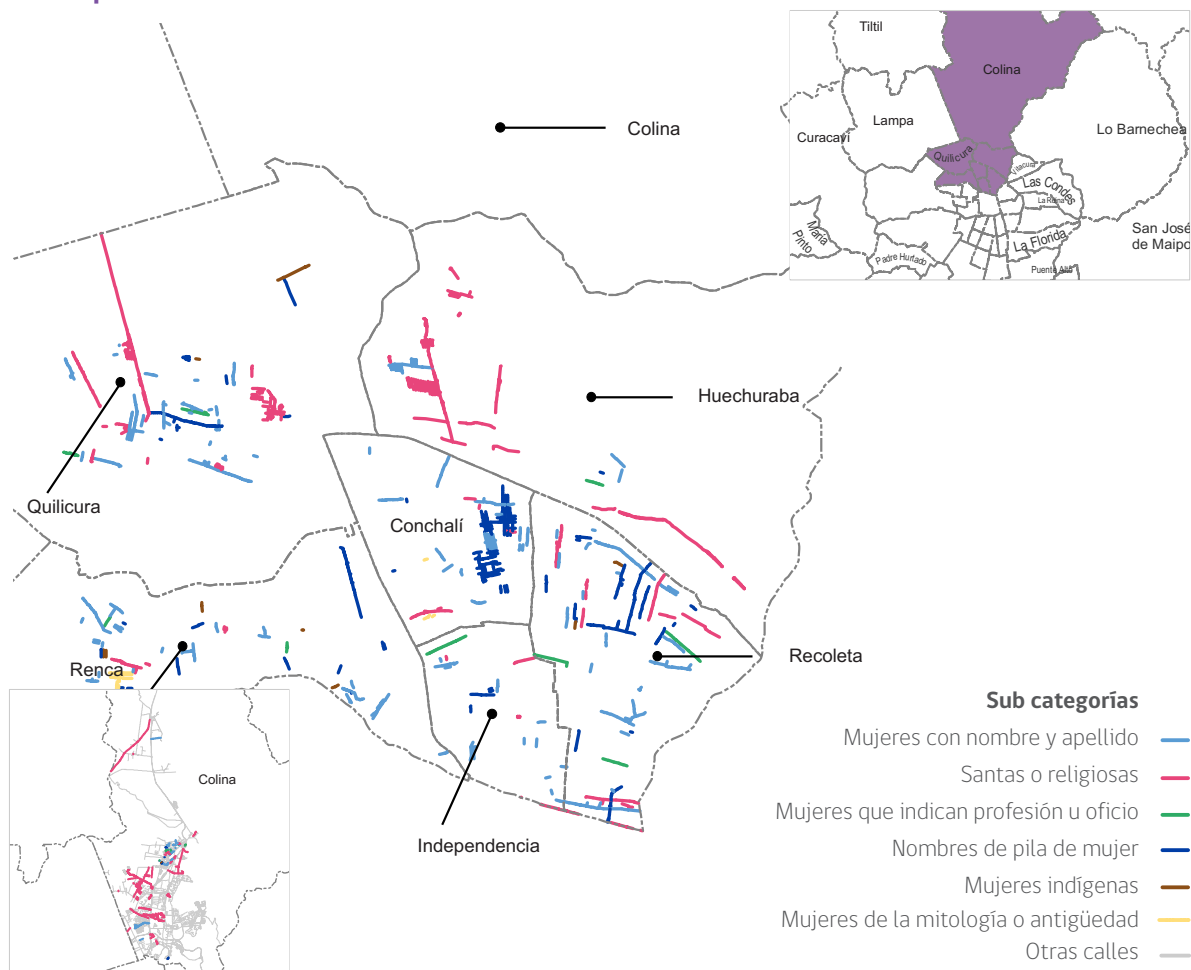 Tiltil
Colina
Lampa
Curacaví
Lo Barnechea
Quilicura
Vitacura
Las Condes
La Reina
María
Pinto
San José
de Maipo
La Florida
Padre Hurtado
Puente Alto
Colina
Huechuraba
Quilicura
Conchalí
Renca
Recoleta
Independencia
Colina
Sub categorías
Mujeres con nombre y apellido
Santas o religiosas
Mujeres que indican profesión u oficio
Nombres de pila de mujer
Mujeres indígenas
Mujeres de la mitología o antigüedad
Otras calles